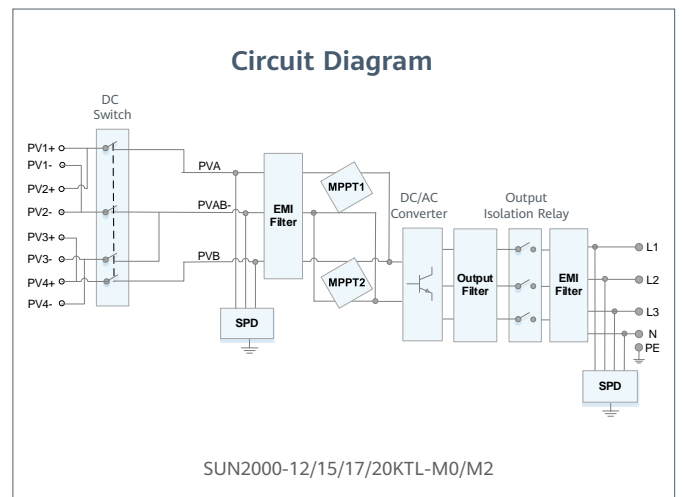 Circuit Diagram
DC
Switch
PV1+
PV1-
PV2+
PV2-
PV3+
PV3-
PV4+
PV4-
PVA
PVAB-
PVB
EMI
Filter
SPD
MPPT1
MPPT2
DC/AC
Converter
Output
Filter
Output
Isolation Relay
EMI
Filter
L1
L2
L3
N
PE
SPD
SUN2000-12/15/17/20KTL-M0/M2